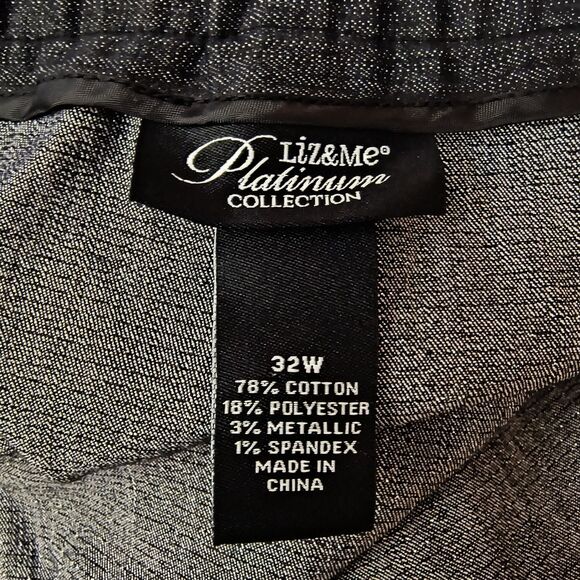 Liz&Me®
Platinum
COLLECTION
32W
78% COTTON
18% POLYESTER
3% METALLIC
1% SPANDEX
MADE IN
CHINA